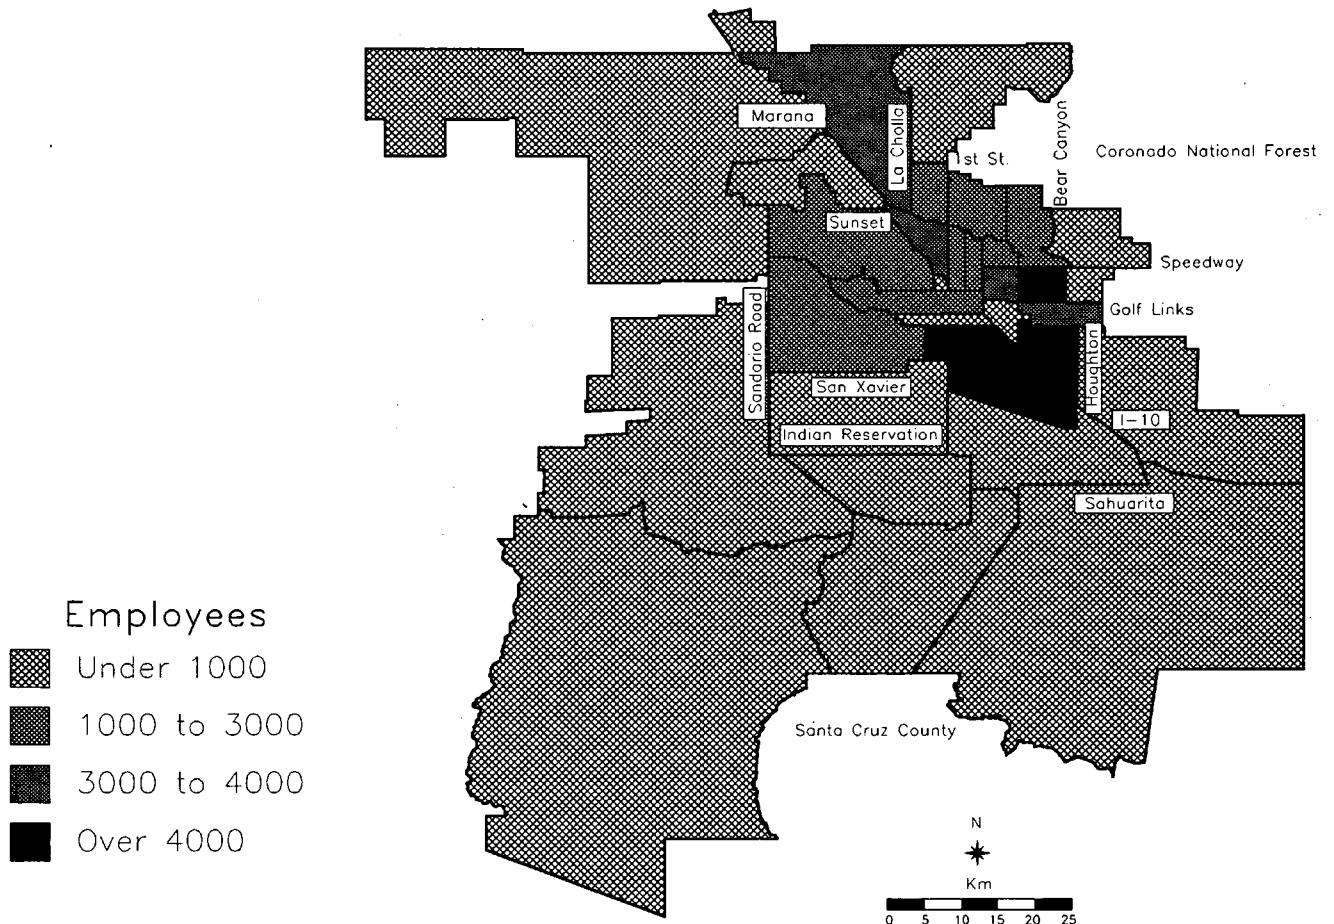 Marana
La Cholla
1st St.
Bear Canyon
Coronado National Forest
Sunset
Speedway
Sandario Road
Golf Links
Houghton
San Xavier
I-10
Indian Reservation
Sahuarita
Employees
Under 1000
1000 to 3000
3000 to 4000
Over 4000
Santa Cruz County
N
Km
0 5 10 15 20 25